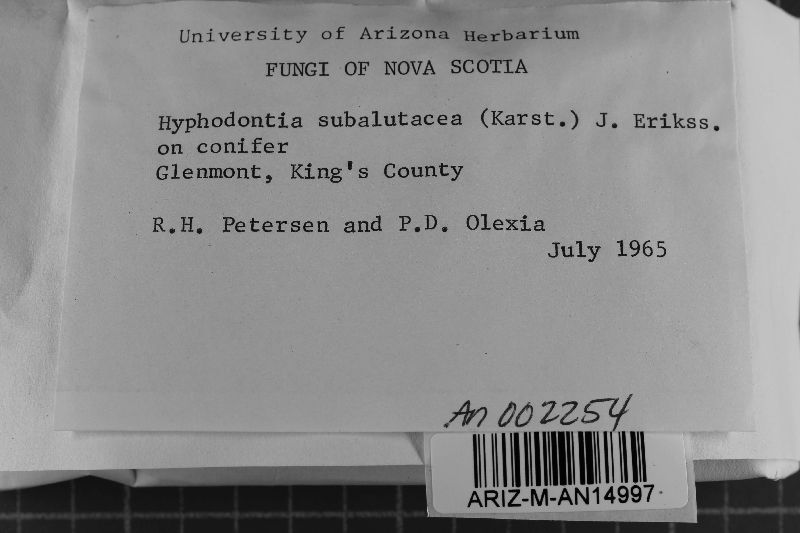 University of Arizona Herbarium
FUNGI OF NOVA SCOTIA
Hyphodontia subalutacea (Karst.) J. Erikss.
on conifer
Glenmont, King's County
R.H. Petersen and P.D. Olexia
July 1965
An 002254
ARIZ-M-AN14997